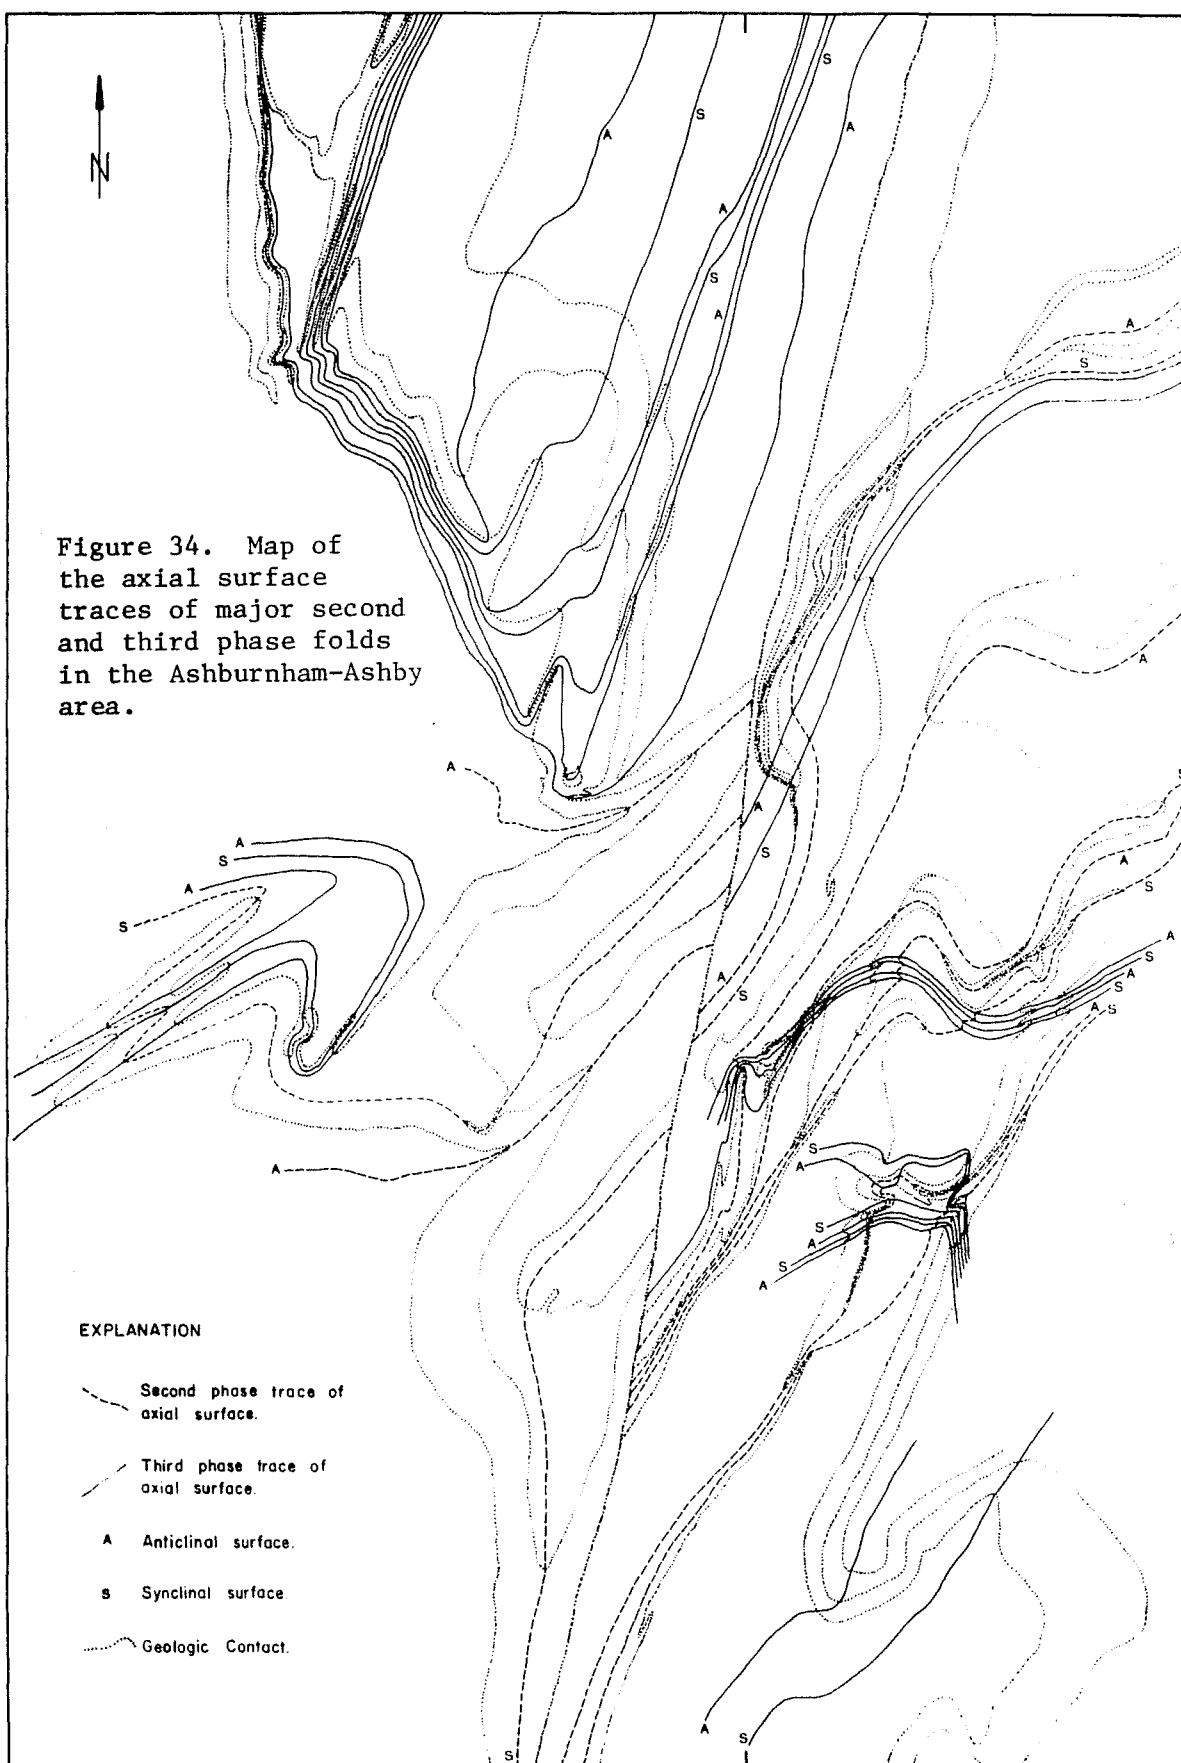 N
Figure 34. Map of
the axial surface
traces of major second
and third phase folds
in the Ashburnham-Ashby
area.
EXPLANATION
Second phase trace of
axial surface.
Third phase trace of
axial surface.
A Anticlinal surface.
S Synclinal surface
Geologic Contact.
S
A
S
A
A
S
A
A
S
A
A
A
S
A
S
A
S
S
A
S
A
S
A
S
A
S
A
S
A
S
A
A
S
A
S
A
S
A
A
S
S